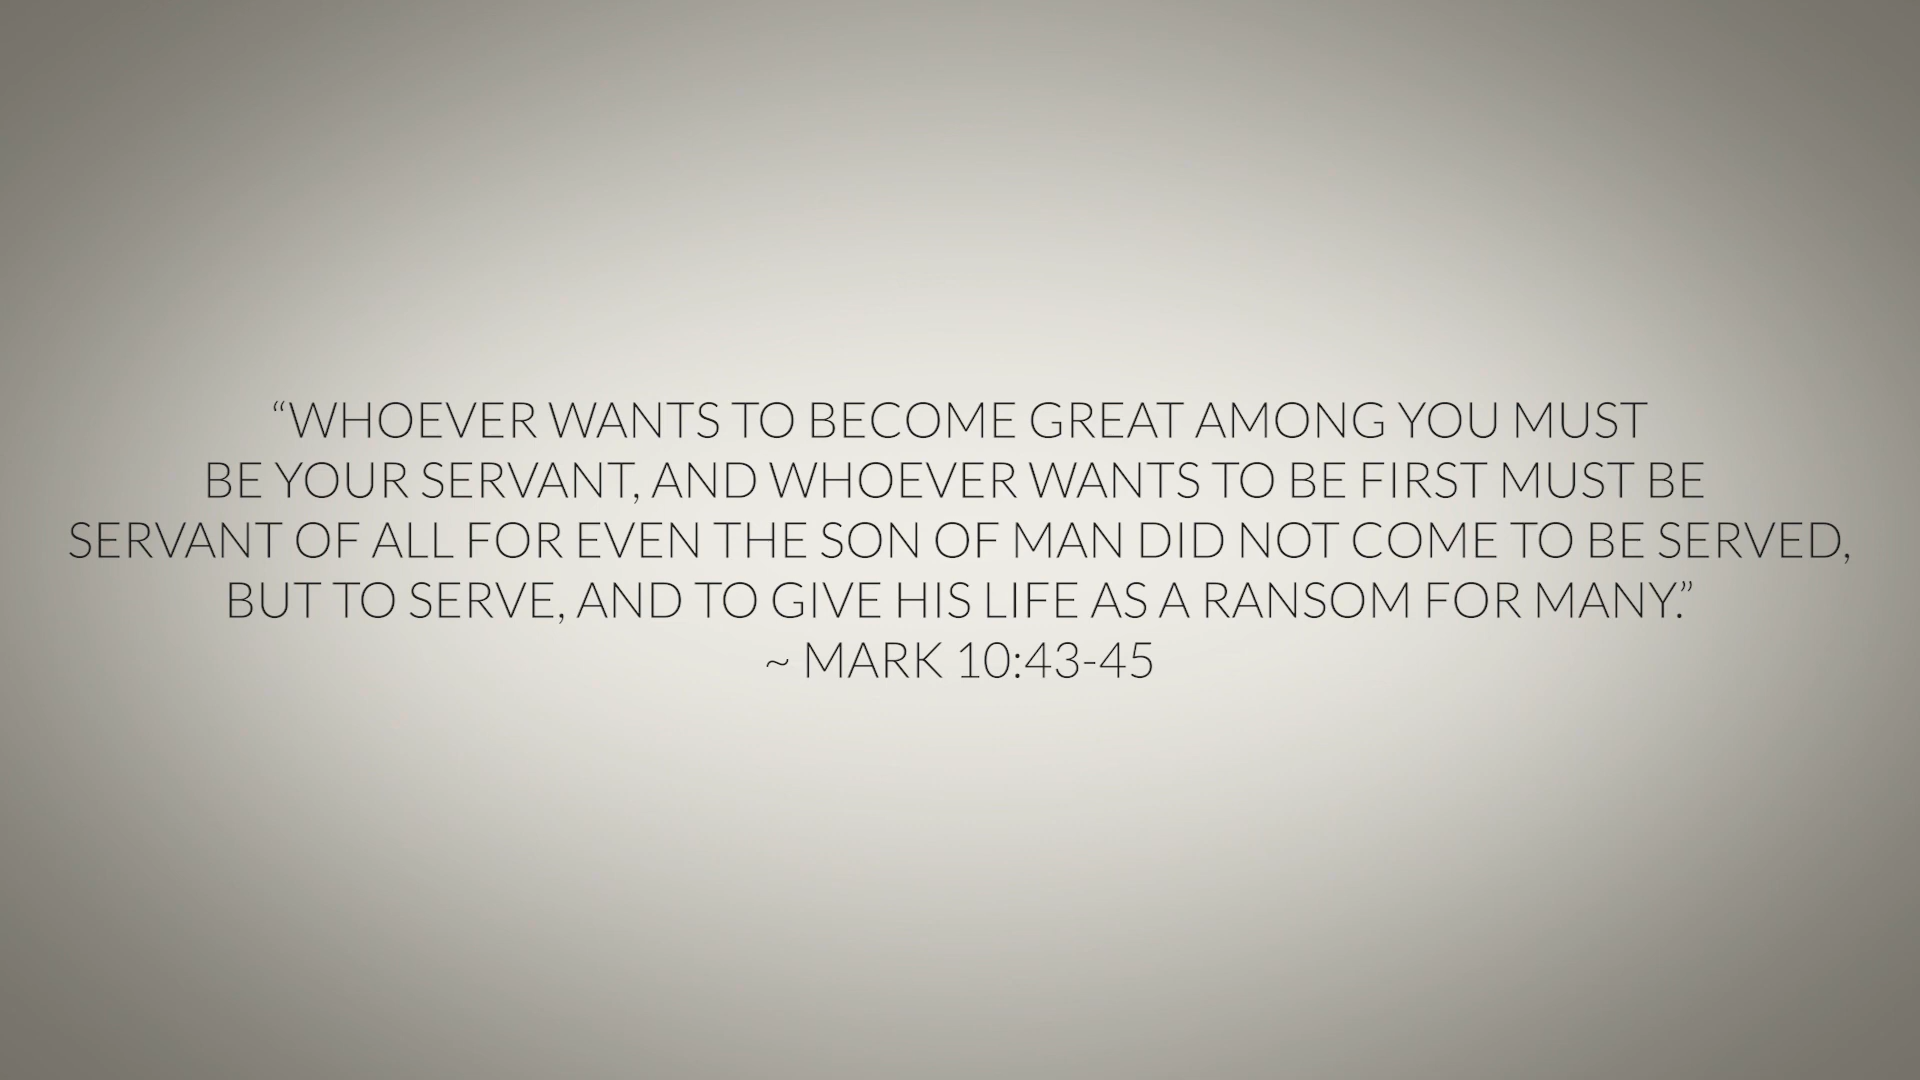 “WHOEVER WANTS TO BECOME GREAT AMONG YOU MUST
BE YOUR SERVANT, AND WHOEVER WANTS TO BE FIRST MUST BE
SERVANT OF ALL FOR EVEN THE SON OF MAN DID NOT COME TO BE SERVED,
BUT TO SERVE, AND TO GIVE HIS LIFE AS A RANSOM FOR MANY.”
~ MARK 10:43-45